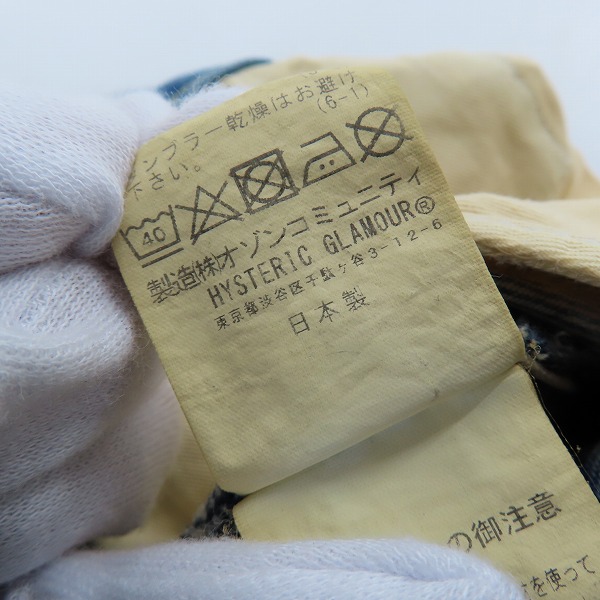 ンブラー乾燥はお避け
下さい。 (6-1)
40
製造㈱オゾンコミュニティ
HYSTERIC GLAMOUR®
東京都渋谷区千駄ヶ谷3-12-6
日本製
の御注意
を使って